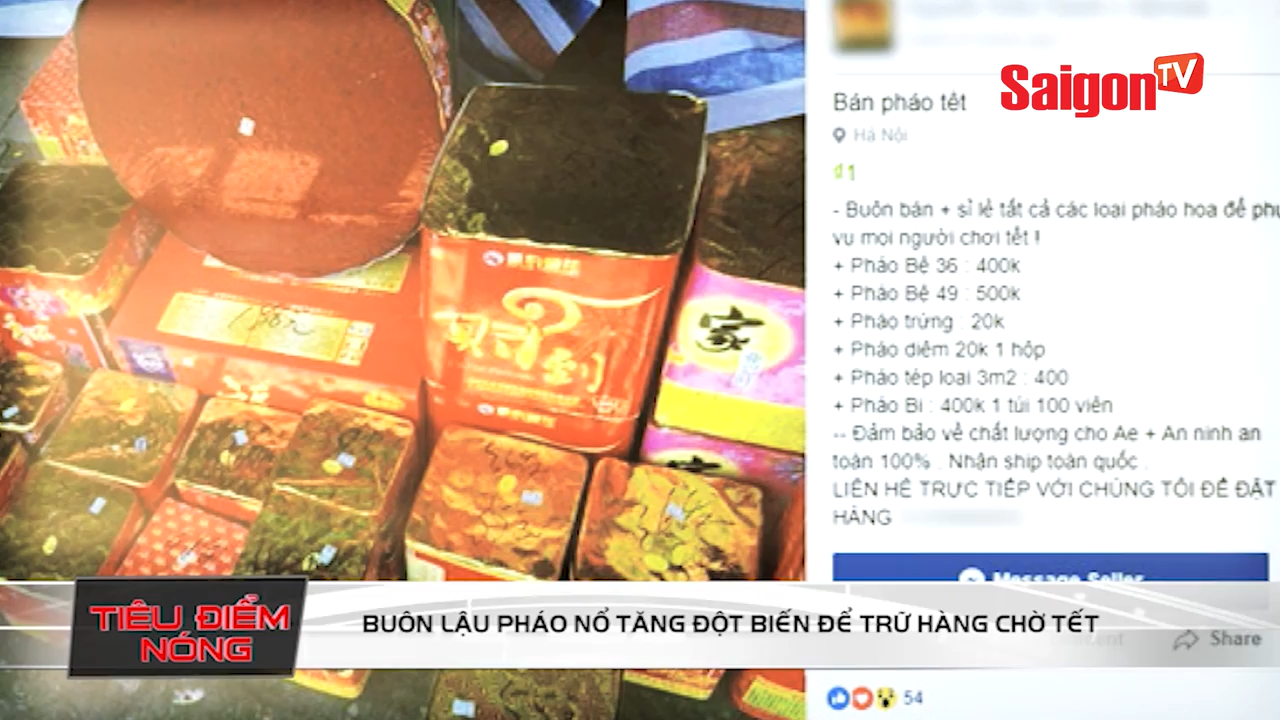 Saigon TV
Bán pháo tết
Hà Nội
₫1
- Buôn bán + sỉ lẻ tất cả các loại pháo hoa để phụ
vụ mọi người chơi tết !
+ Pháo Bệ 36 : 400k
+ Pháo Bệ 49 : 500k
+ Pháo trứng : 20k
+ Pháo diêm 20k 1 hộp
+ Pháo tép loại 3m2 : 400
+ Pháo Bi : 400k 1 túi 100 viên
-- Đảm bảo về chất lượng cho Ae + An ninh an
toàn 100% . Nhận ship toàn quốc .
LIÊN HỆ TRỰC TIẾP VỚI CHÚNG TÔI ĐỂ ĐẶT
HÀNG
家
到
Message Seller
TIÊU ĐIỂM
NÓNG
BUÔN LẬU PHÁO NỔ TĂNG ĐỘT BIẾN ĐỂ TRỮ HÀNG CHỜ TẾT
Share
54